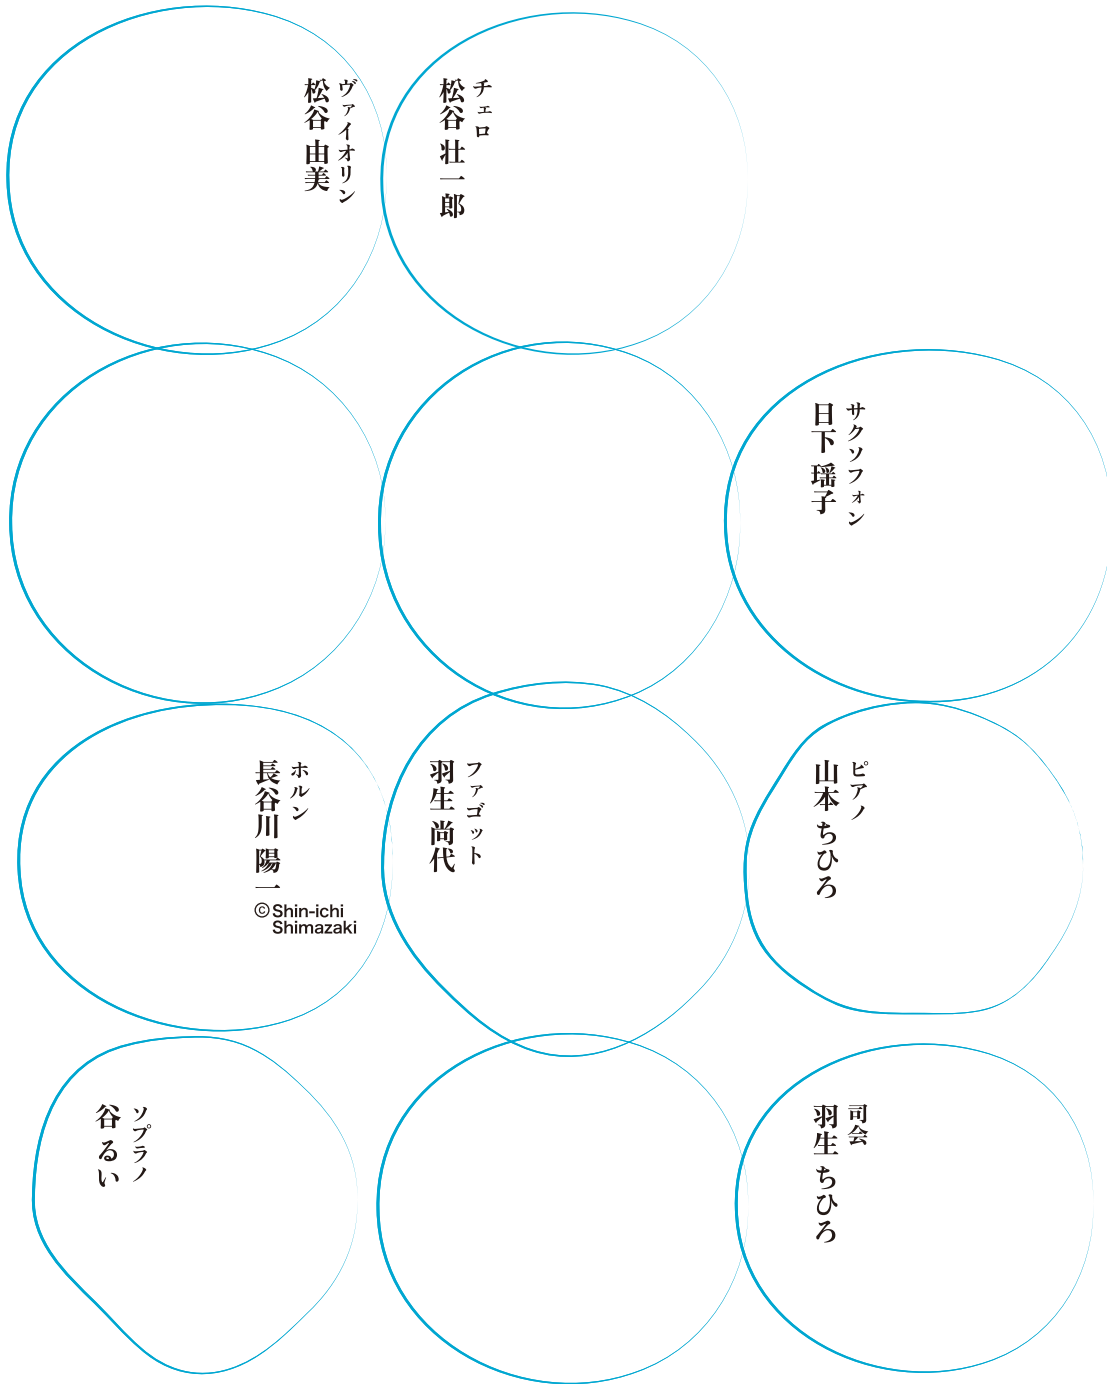 ヴァイオリン
松谷 由美
チェロ
松谷 壮一郎
サクソフォン
日下 瑶子
ホルン
長谷川 陽一
©Shin-ichi
Shimazaki
ファゴット
羽生 尚代
ピアノ
山本 ちひろ
ソプラノ
谷 るい
司会
羽生 ちひろ